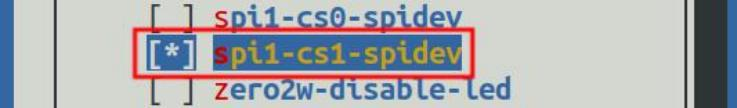 [ ] spi1-cs0-spidev
[*] spi1-cs1-spidev
[ ] zero2w-disable-led